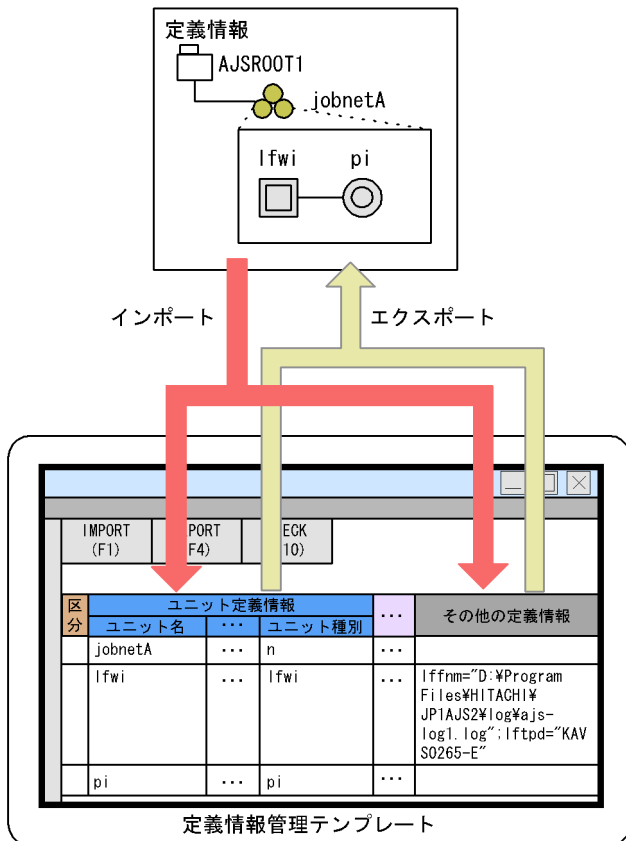 定義情報
AJSROOT1
jobnetA
lfwi
pi
インポート
エクスポート
IMPORT
(F1)
PORT
F4)
ECK
10)
区分
ユニット定義情報
...
その他の定義情報
ユニット名
...
ユニット種別
jobnetA
...
n
...
lfwi
...
lfwi
...
lffnm="D:¥Program
Files¥HITACHI¥
JP1AJS2¥log¥ajs-
log1.log";lftpd="KAV
S0265-E"
pi
...
pi
...
定義情報管理テンプレート